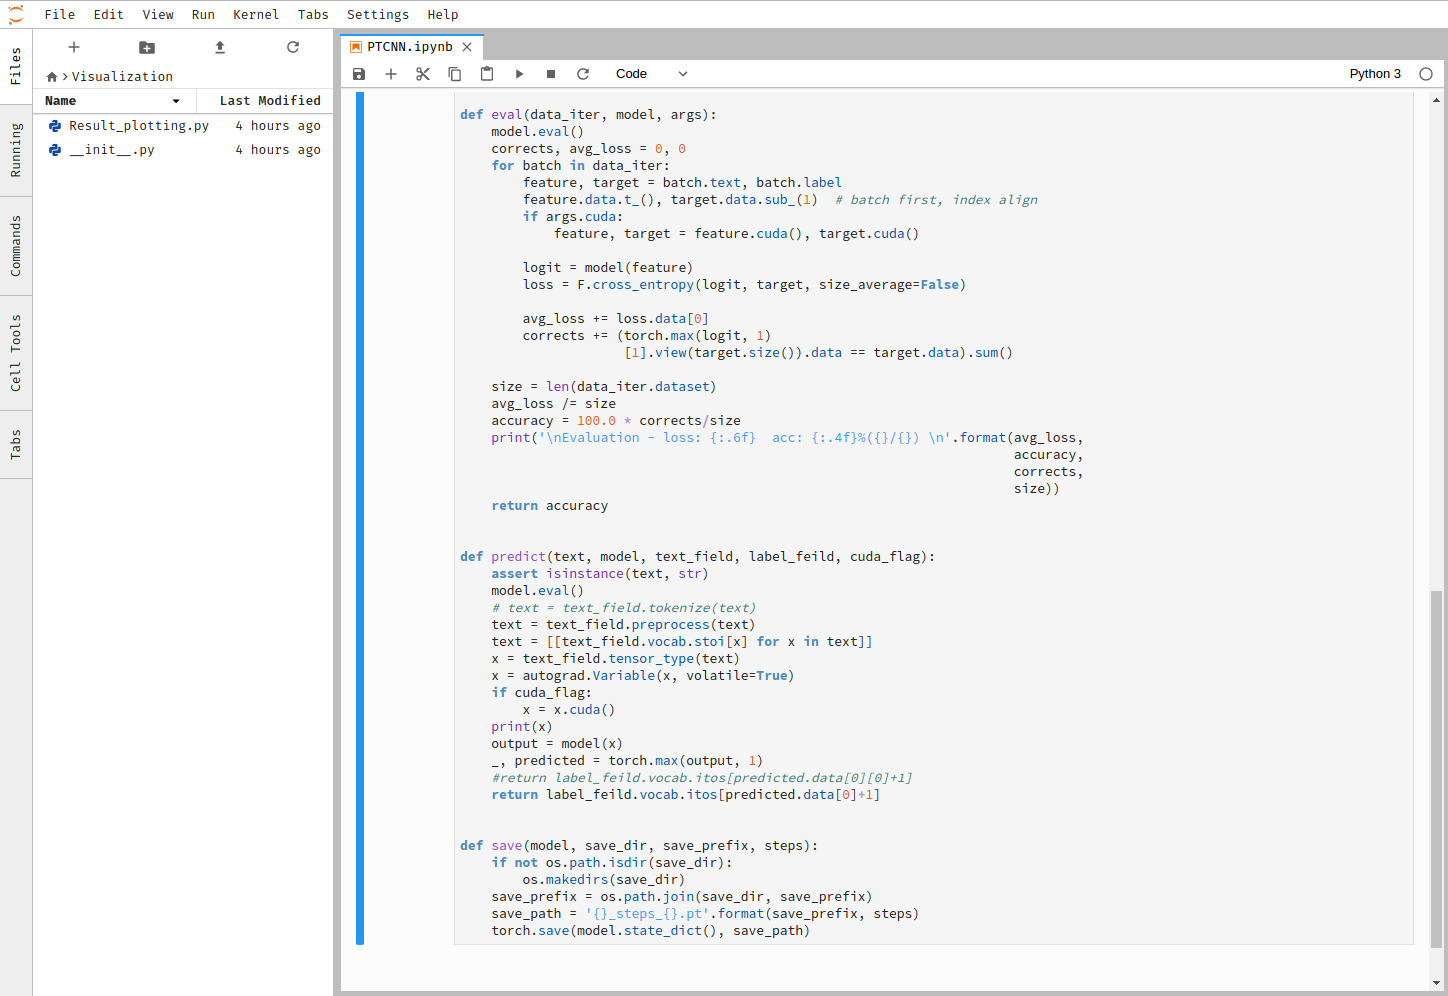 File Edit View Run Kernel Tabs Settings Help
Files
Running
Commands
Cell Tools
Tabs
Visualization
Name Last Modified
Result_plotting.py 4 hours ago
__init__.py 4 hours ago
PTCNN.ipynb
Code
Python 3
def eval(data_iter, model, args):
    model.eval()
    corrects, avg_loss = 0, 0
    for batch in data_iter:
        feature, target = batch.text, batch.label
        feature.data.t_(), target.data.sub_(1)  # batch first, index align
        if args.cuda:
            feature, target = feature.cuda(), target.cuda()
        logit = model(feature)
        loss = F.cross_entropy(logit, target, size_average=False)
        avg_loss += loss.data[0]
        corrects += (torch.max(logit, 1)
                     [1].view(target.size()).data == target.data).sum()
    size = len(data_iter.dataset)
    avg_loss /= size
    accuracy = 100.0 * corrects/size
    print('\nEvaluation - loss: {:.6f}  acc: {:.4f}%({}/{}) \n'.format(avg_loss,
                                                                       accuracy,
                                                                       corrects,
                                                                       size))
    return accuracy
def predict(text, model, text_field, label_feild, cuda_flag):
    assert isinstance(text, str)
    model.eval()
    # text = text_field.tokenize(text)
    text = text_field.preprocess(text)
    text = [[text_field.vocab.stoi[x] for x in text]]
    x = text_field.tensor_type(text)
    x = autograd.Variable(x, volatile=True)
    if cuda_flag:
        x = x.cuda()
    print(x)
    output = model(x)
    _, predicted = torch.max(output, 1)
    #return label_feild.vocab.itos[predicted.data[0][0]+1]
    return label_feild.vocab.itos[predicted.data[0]+1]
def save(model, save_dir, save_prefix, steps):
    if not os.path.isdir(save_dir):
        os.makedirs(save_dir)
    save_prefix = os.path.join(save_dir, save_prefix)
    save_path = '{}_steps_{}.pt'.format(save_prefix, steps)
    torch.save(model.state_dict(), save_path)